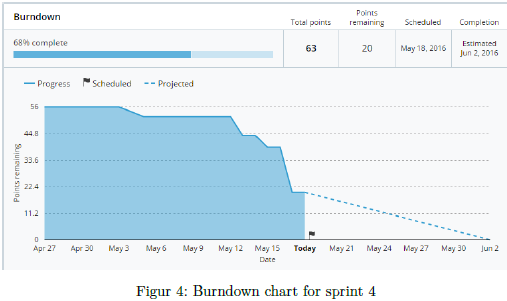 Burndown
Total points
Points remaining
Scheduled
Completion
68% complete
63
20
May 18, 2016
Estimated Jun 2, 2016
Progress
Scheduled
Projected
56
44.8
33.6
22.4
11.2
0
Points remaining
Apr 27 Apr 30 May 3 May 6 May 9 May 12 May 15 Today May 21 May 24 May 27 May 30 Jun 2
Date
Figur 4: Burndown chart for sprint 4